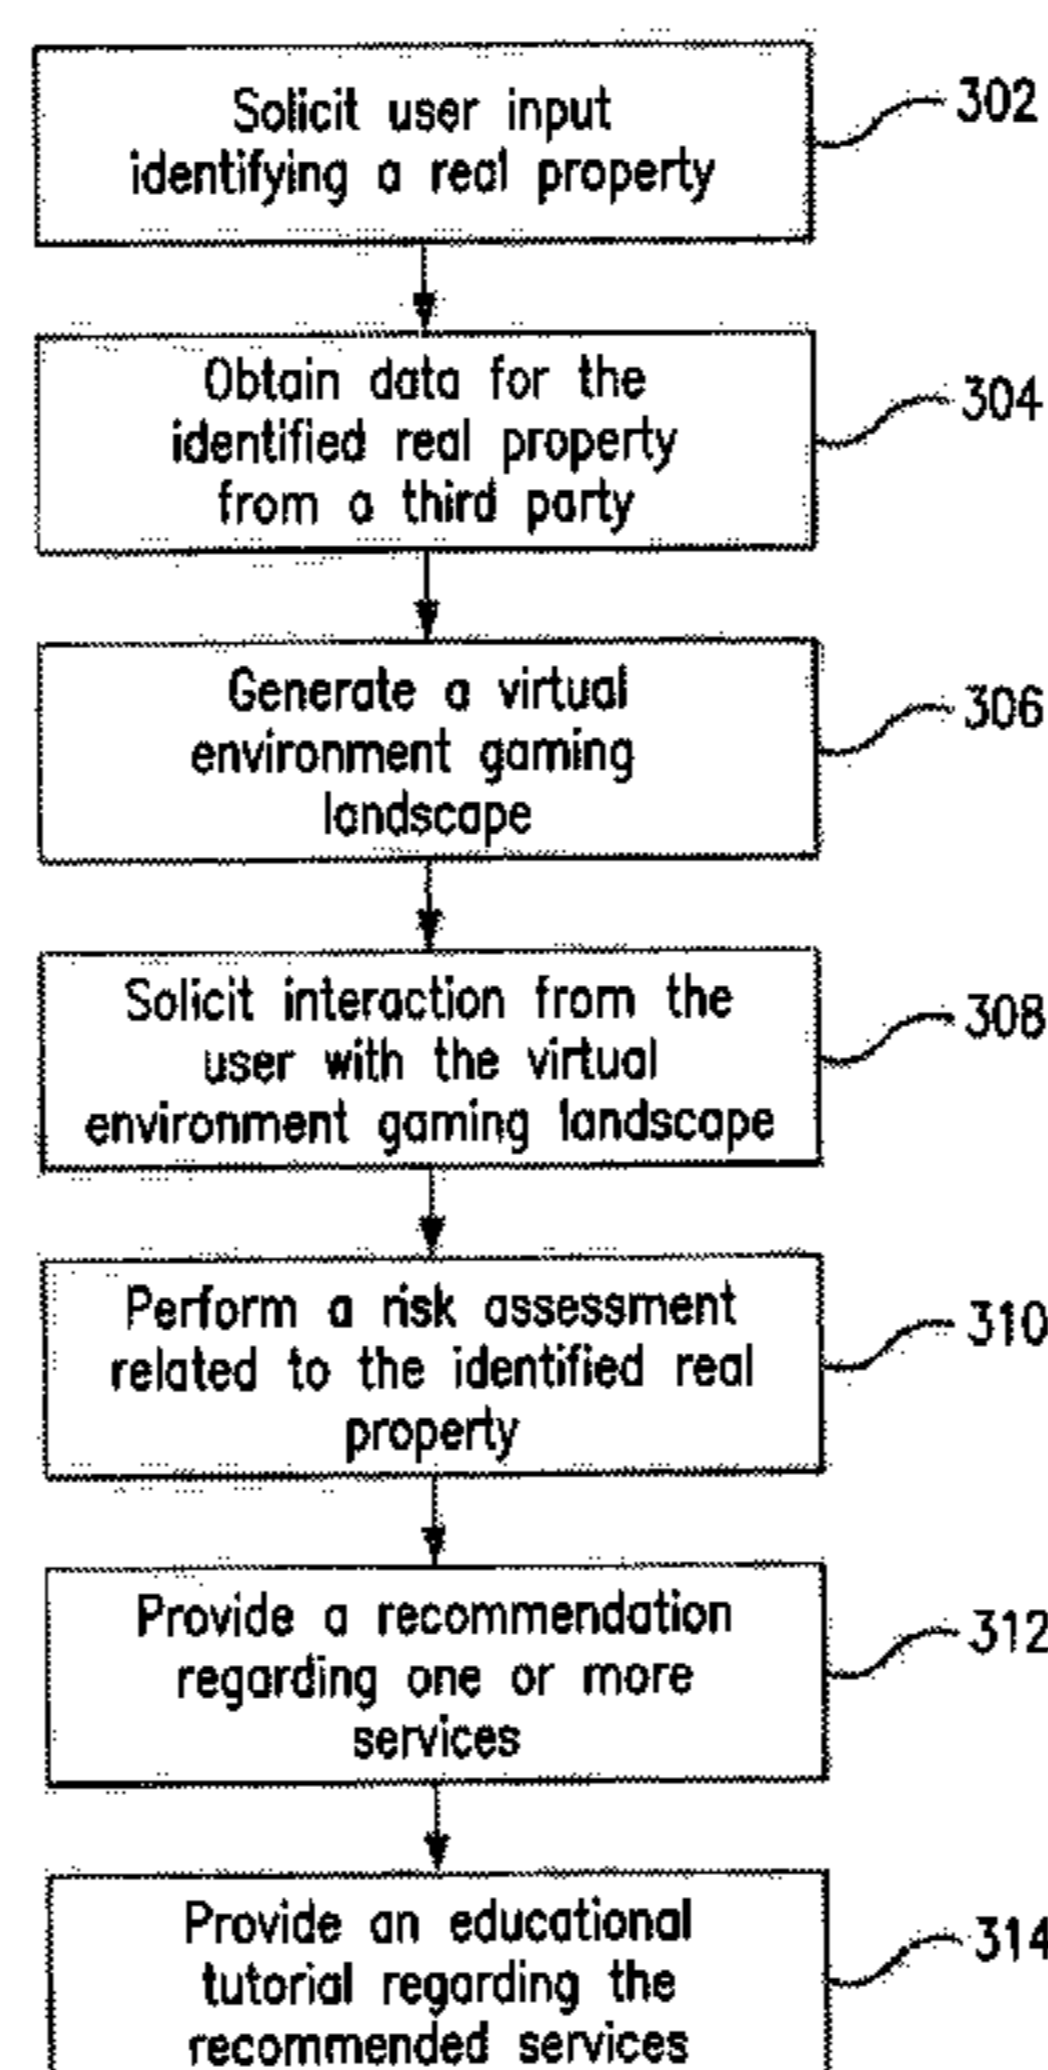 Solicit user input
identifying a real property
302
Obtain data for the
identified real property
from a third party
304
Generate a virtual
environment gaming
landscape
306
Solicit interaction from the
user with the virtual
environment gaming landscape
308
Perform a risk assessment
related to the identified real
property
310
Provide a recommendation
regarding one or more
services
312
Provide an educational
tutorial regarding the
recommended services
314